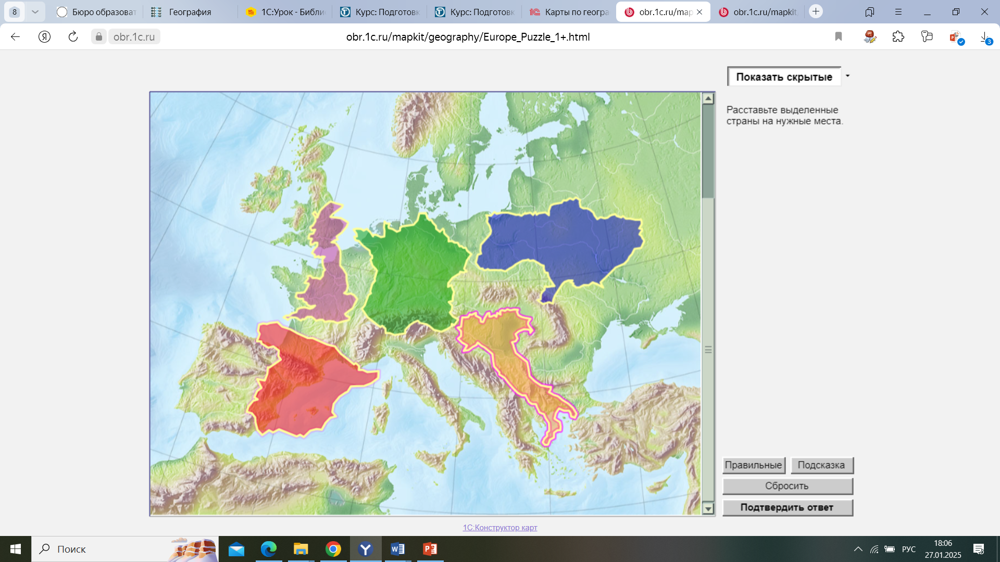 8
Бюро образоват
География
1С:Урок - Библи
Курс: Подготовк
Курс: Подготовк
Карты по геогра
obr.1c.ru/map
obr.1c.ru/mapkit
obr.1c.ru
obr.1c.ru/mapkit/geography/Europe_Puzzle_1+.html
3
Показать скрытые
Расставьте выделенные
страны на нужные места.
Правильные
Подсказка
Сбросить
Подтвердить ответ
1С:Конструктор карт
Поиск
РУС
18:06
27.01.2025